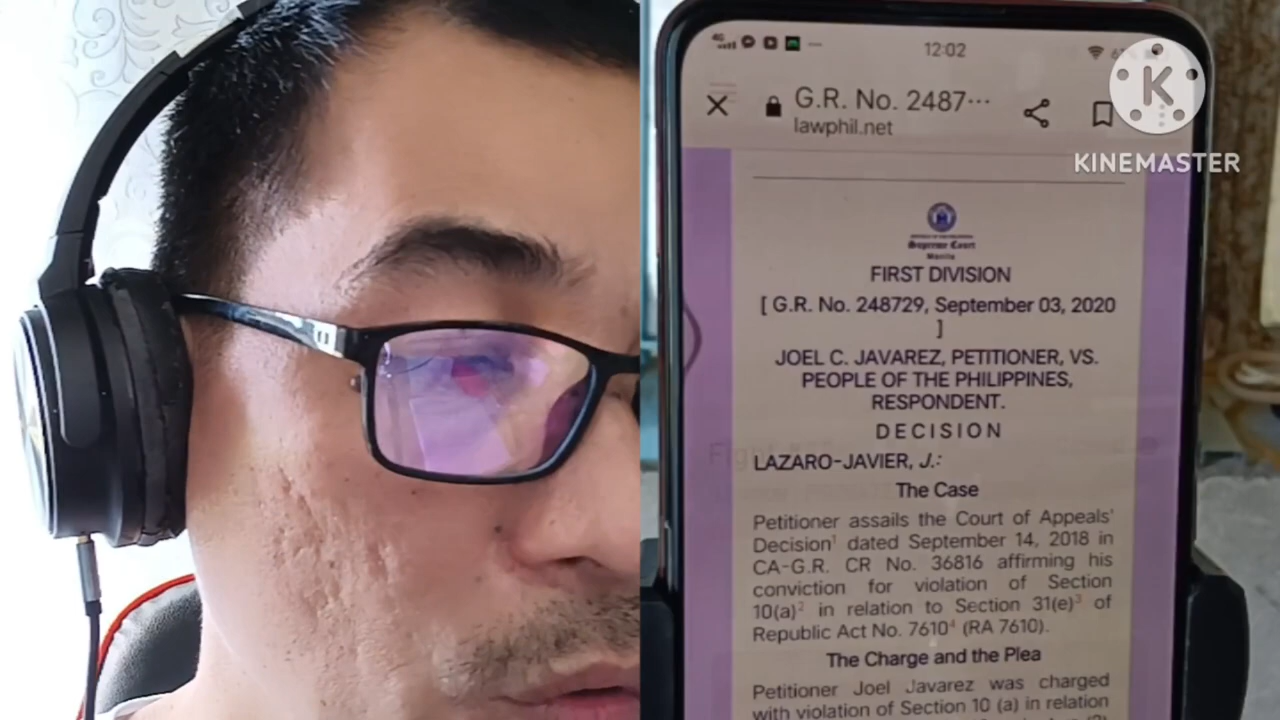 4G
12:02
G.R. No. 2487...
lawphil.net
K
KINEMASTER
Supreme Court
Manila
FIRST DIVISION
[ G.R. No. 248729, September 03, 2020
]
JOEL C. JAVAREZ, PETITIONER, VS.
PEOPLE OF THE PHILIPPINES,
RESPONDENT.
D E C I S I O N
LAZARO-JAVIER, J.:
The Case
Petitioner assails the Court of Appeals'
Decision¹ dated September 14, 2018 in
CA-G.R. CR No. 36816 affirming his
conviction for violation of Section
10(a)² in relation to Section 31(e)³ of
Republic Act No. 7610⁴ (RA 7610).
The Charge and the Plea
Petitioner Joel Javarez was charged
with violation of Section 10 (a) in relation